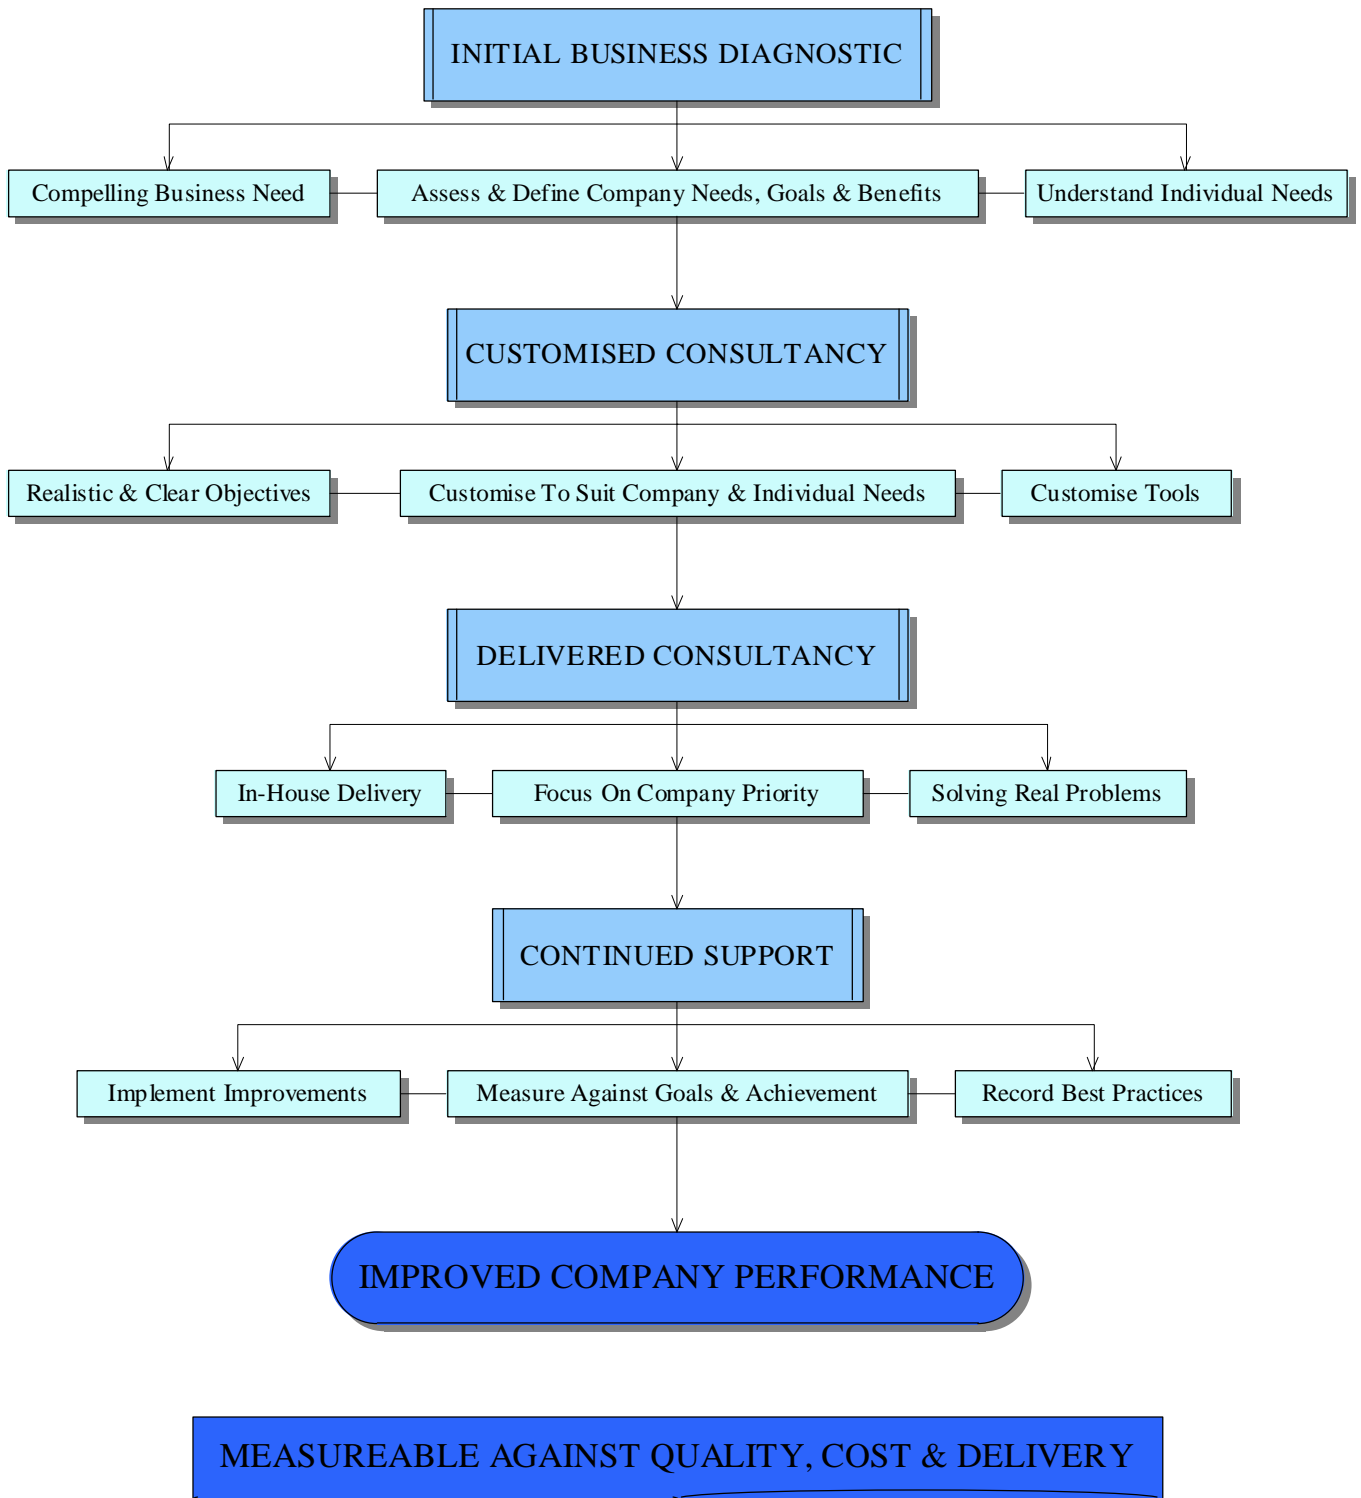 INITIAL BUSINESS DIAGNOSTIC
Compelling Business Need
Assess & Define Company Needs, Goals & Benefits
Understand Individual Needs
CUSTOMISED CONSULTANCY
Realistic & Clear Objectives
Customise To Suit Company & Individual Needs
Customise Tools
DELIVERED CONSULTANCY
In-House Delivery
Focus On Company Priority
Solving Real Problems
CONTINUED SUPPORT
Implement Improvements
Measure Against Goals & Achievement
Record Best Practices
IMPROVED COMPANY PERFORMANCE
MEASUREABLE AGAINST QUALITY, COST & DELIVERY